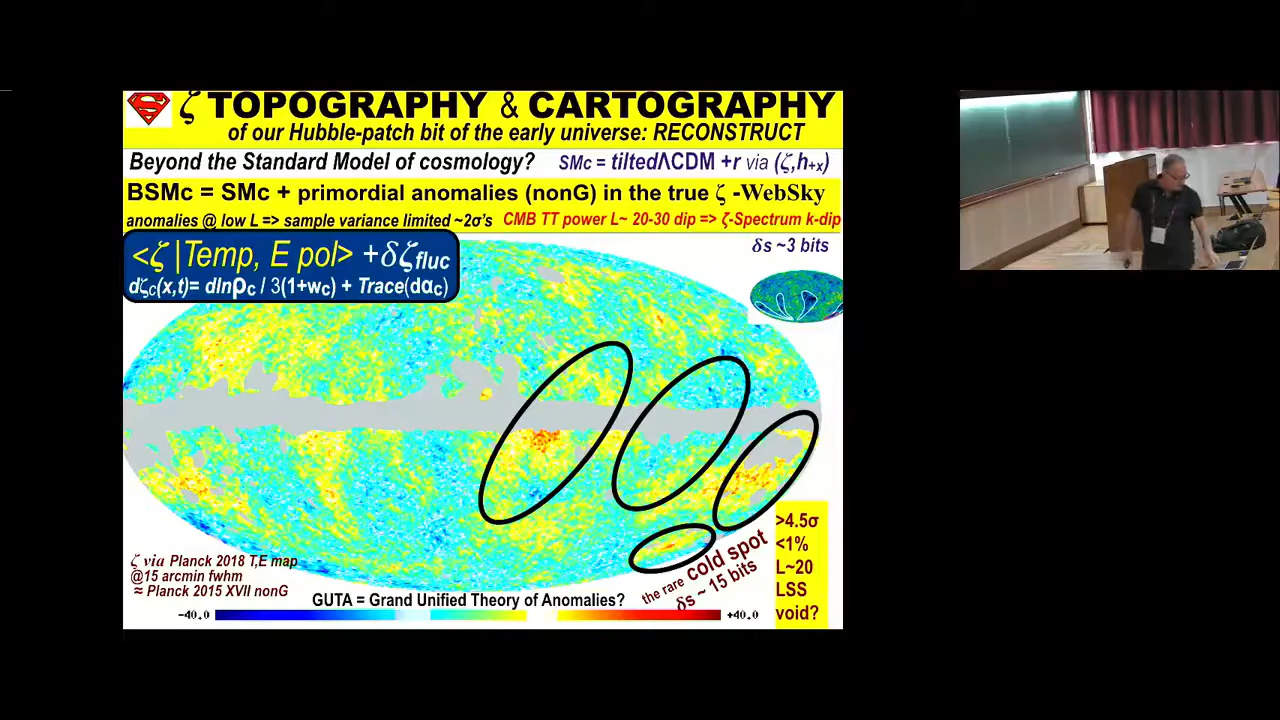 ζ TOPOGRAPHY & CARTOGRAPHY
of our Hubble-patch bit of the early universe: RECONSTRUCT
Beyond the Standard Model of cosmology? SMc = tiltedΛCDM +r via (ζ,h+x)
BSMc = SMc + primordial anomalies (nonG) in the true ζ -WebSky
anomalies @ low L => sample variance limited ~2σ's CMB TT power L~ 20-30 dip => ζ-Spectrum k-dip
<ζ |Temp, E pol> +δζfluc
dζc(x,t)= dlnρc / 3(1+wc) + Trace(dαc)
δs ~3 bits
>4.5σ
<1%
L~20
LSS
void?
the rare cold spot
δs ~ 15 bits
ζ via Planck 2018 T,E map
@15 arcmin fwhm
≈ Planck 2015 XVII nonG
GUTA = Grand Unified Theory of Anomalies?
-40.0 +40.0